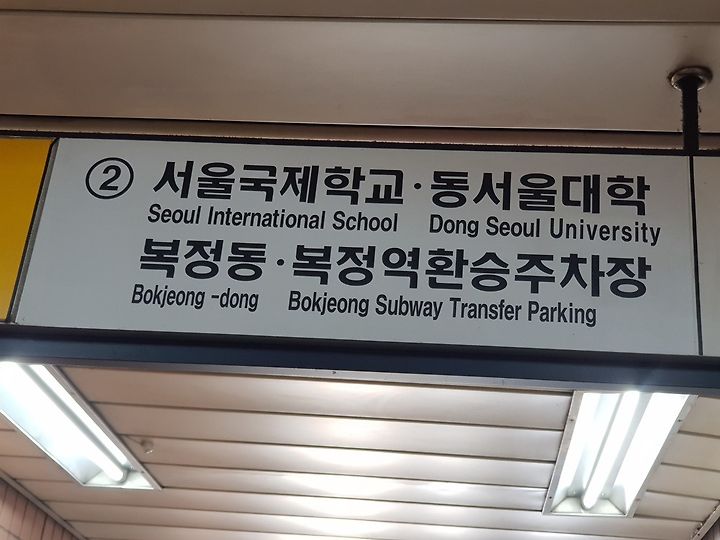 ② 서울국제학교·동서울대학
Seoul International School Dong Seoul University
복정동·복정역환승주차장
Bokjeong -dong Bokjeong Subway Transfer Parking